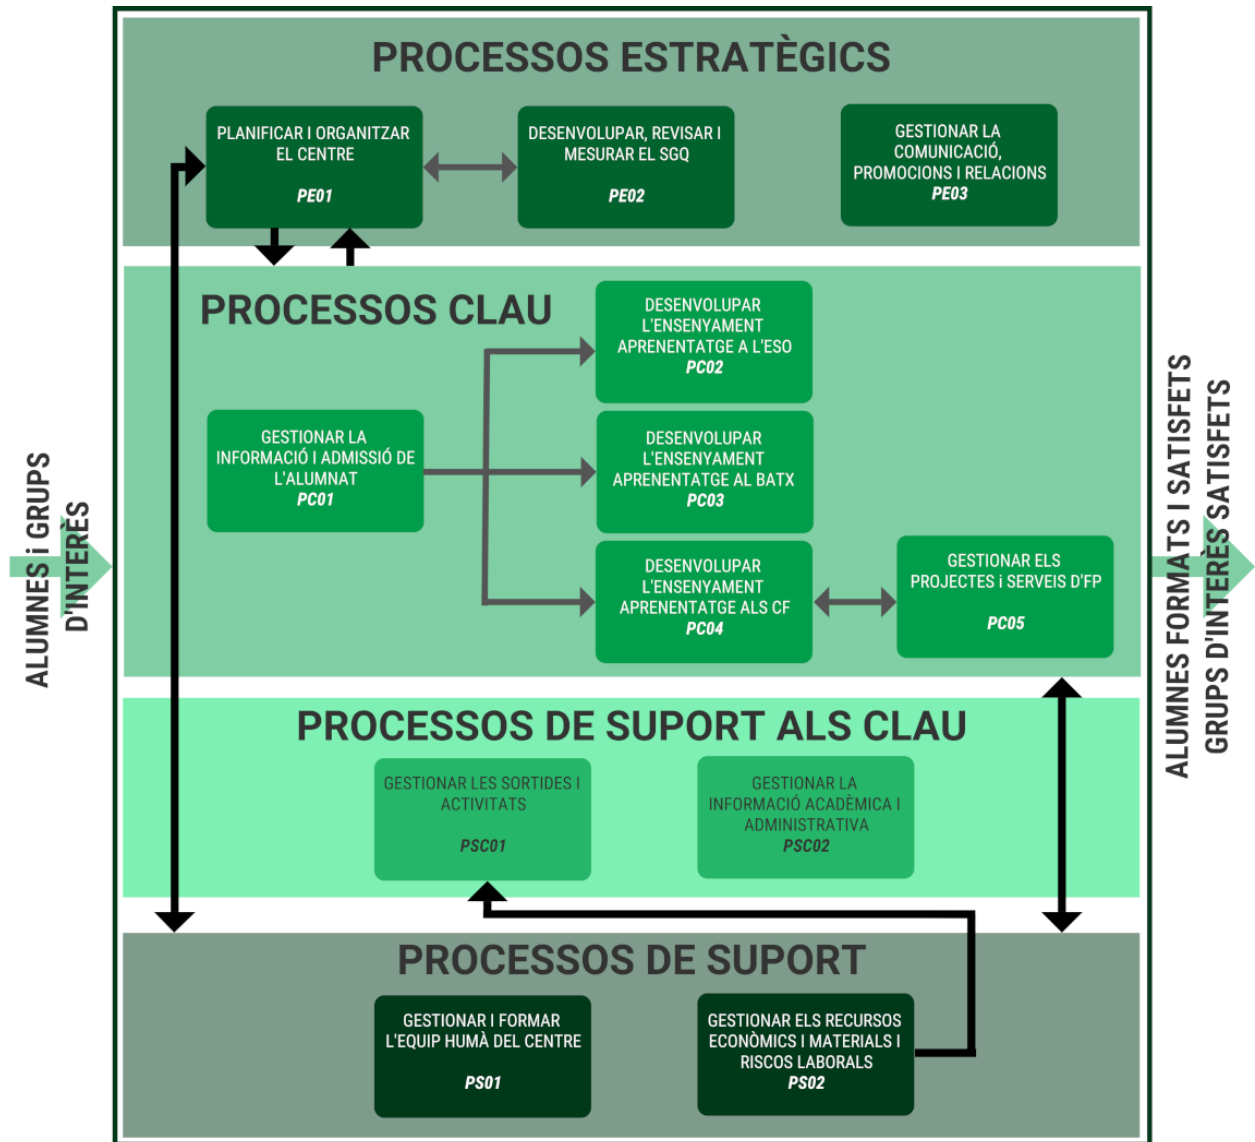 PROCESSOS ESTRATÈGICS
PLANIFICAR I ORGANITZAR
EL CENTRE
PE01
DESENVOLUPAR, REVISAR I
MESURAR EL SGQ
PE02
GESTIONAR LA
COMUNICACIÓ,
PROMOCIONS I RELACIONS
PE03
PROCESSOS CLAU
GESTIONAR LA
INFORMACIÓ I ADMISSIÓ DE
L'ALUMNAT
PC01
DESENVOLUPAR
L'ENSENYAMENT
APRENENTATGE A L'ESO
PC02
DESENVOLUPAR
L'ENSENYAMENT
APRENENTATGE AL BATX
PC03
DESENVOLUPAR
L'ENSENYAMENT
APRENENTATGE ALS CF
PC04
GESTIONAR ELS
PROJECTES i SERVEIS D'FP
PC05
ALUMNES i GRUPS
D'INTERÈS
ALUMNES FORMATS I SATISFETS
GRUPS D'INTERÈS SATISFETS
PROCESSOS DE SUPORT ALS CLAU
GESTIONAR LES SORTIDES I
ACTIVITATS
PSC01
GESTIONAR LA
INFORMACIÓ ACADÈMICA I
ADMINISTRATIVA
PSC02
PROCESSOS DE SUPORT
GESTIONAR I FORMAR
L'EQUIP HUMÀ DEL CENTRE
PS01
GESTIONAR ELS RECURSOS
ECONÒMICS I MATERIALS I
RISCOS LABORALS
PS02